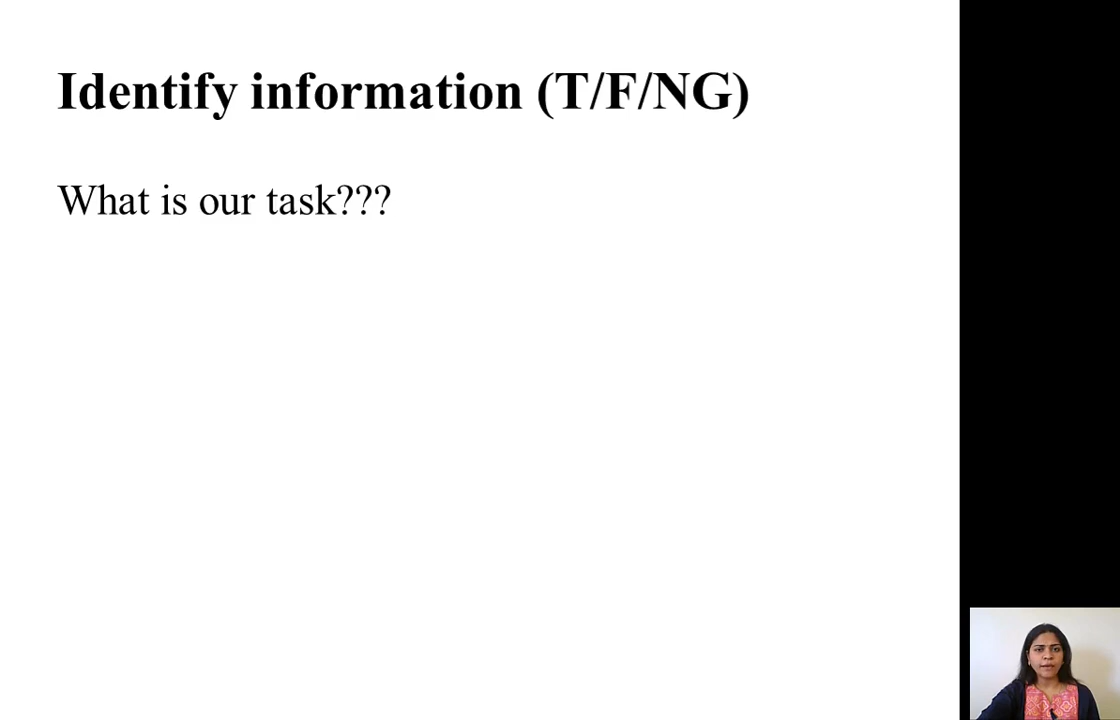 Identify information (T/F/NG)
What is our task???